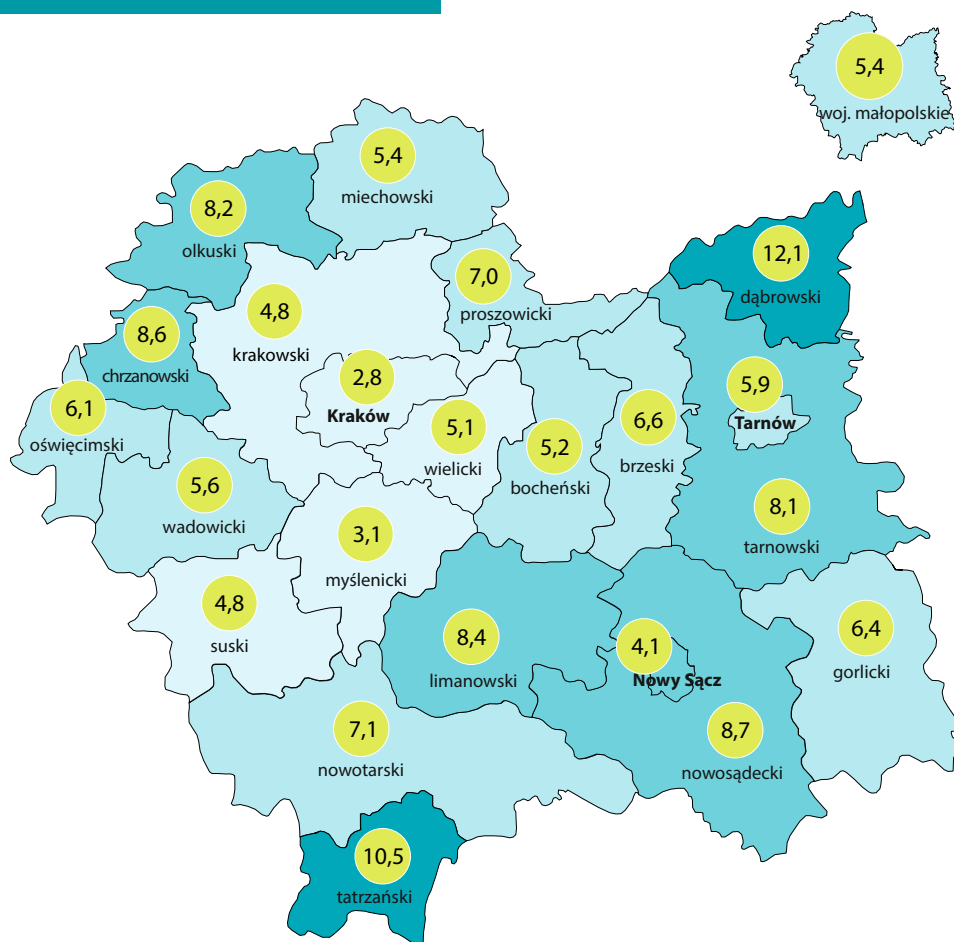 5,4
woj. małopolskie
5,4
miechowski
8,2
olkuski
12,1
dąbrowski
7,0
proszowicki
4,8
krakowski
8,6
chrzanowski
2,8
Kraków
5,9
Tarnów
6,1
oświęcimski
5,1
wielicki
6,6
brzeski
5,2
bocheński
5,6
wadowicki
8,1
tarnowski
3,1
myślenicki
4,8
suski
8,4
limanowski
4,1
Nowy Sącz
6,4
gorlicki
7,1
nowotarski
8,7
nowosądecki
10,5
tatrzański